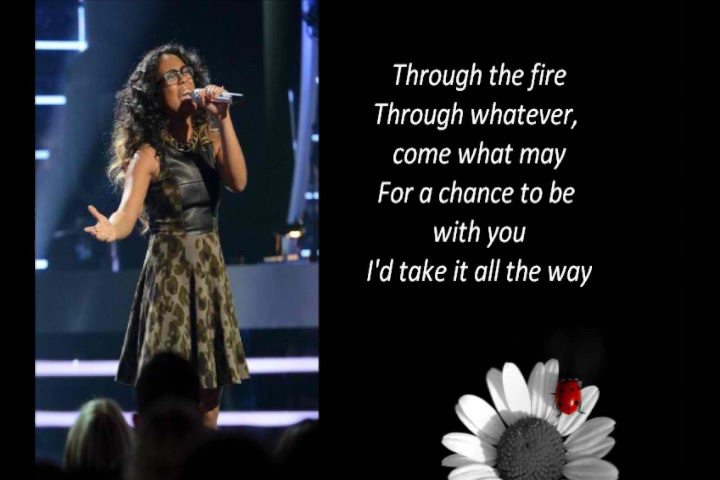 Through the fire
Through whatever,
come what may
For a chance to be
with you
I'd take it all the way